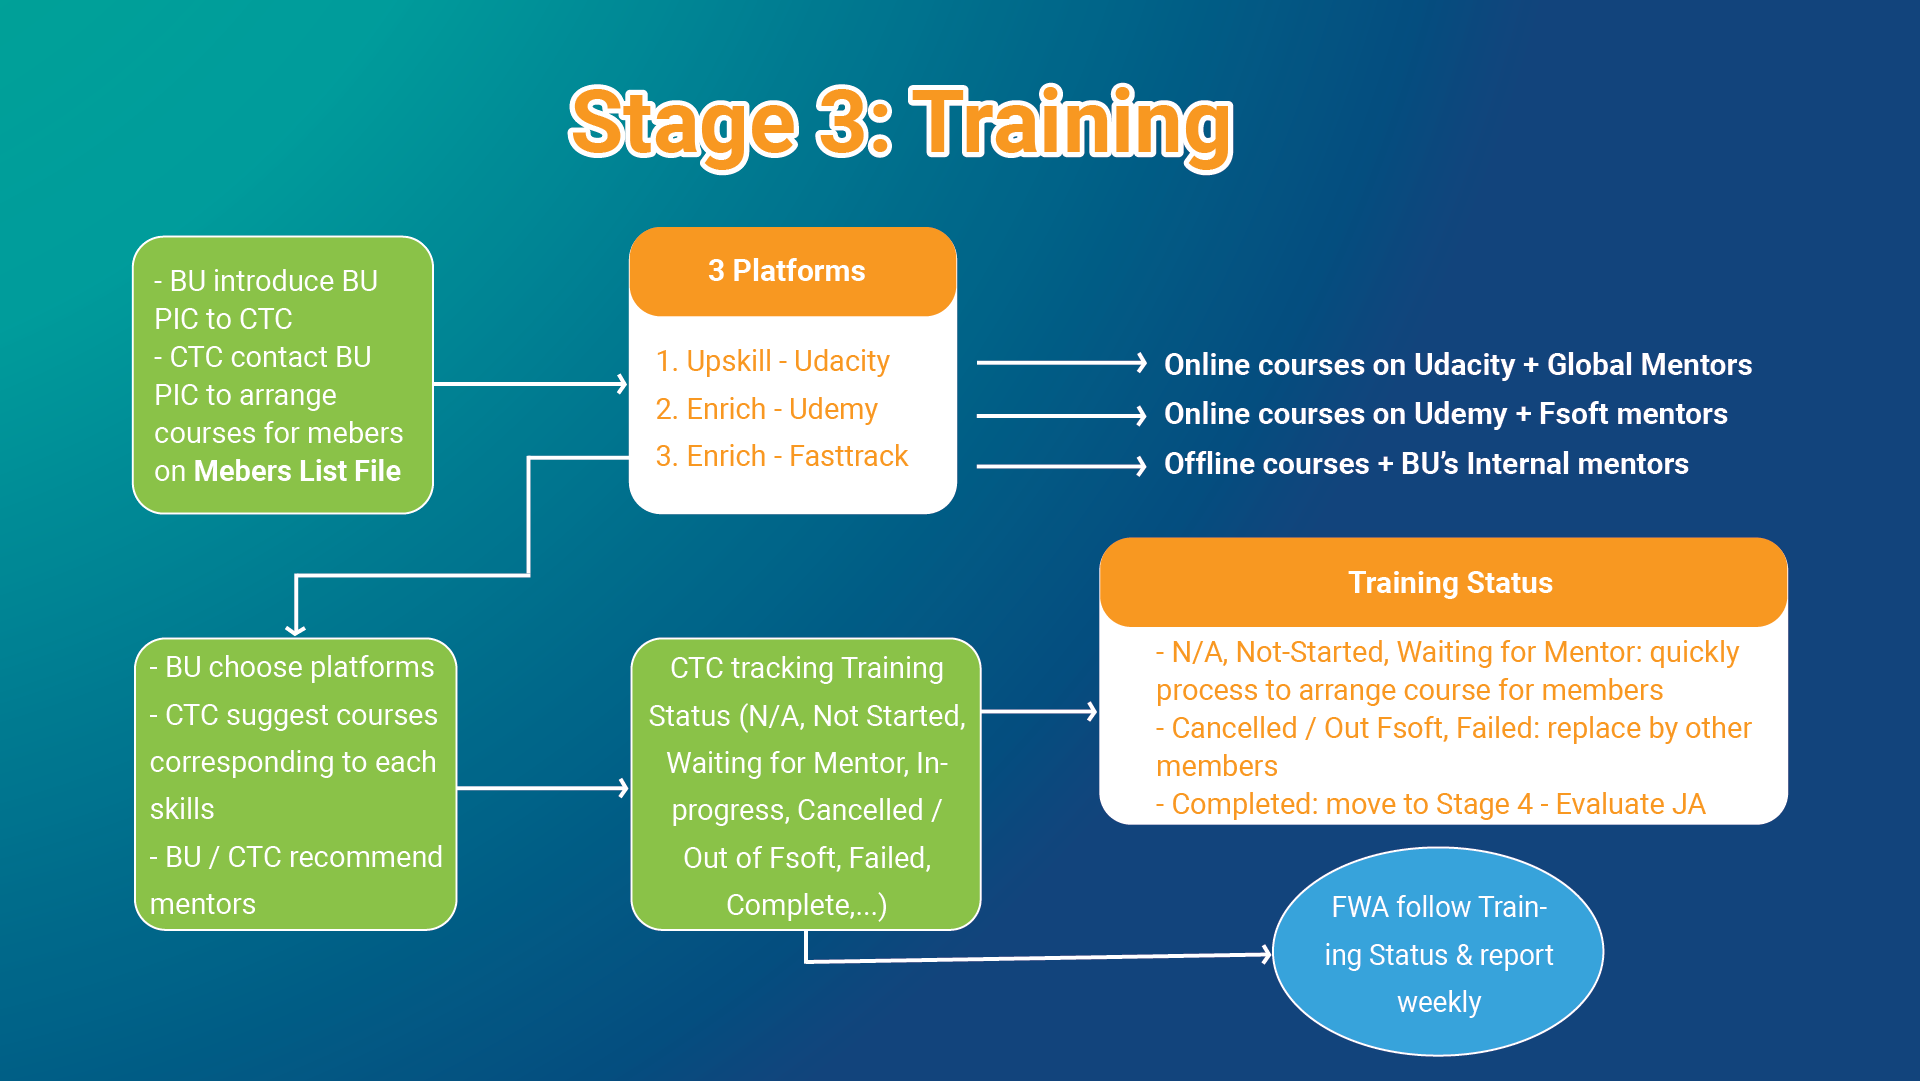 Stage 3: Training
- BU introduce BU
PIC to CTC
- CTC contact BU
PIC to arrange
courses for mebers
on Mebers List File
3 Platforms
1. Upskill - Udacity
2. Enrich - Udemy
3. Enrich - Fasttrack
Online courses on Udacity + Global Mentors
Online courses on Udemy + Fsoft mentors
Offline courses + BU’s Internal mentors
- BU choose platforms
- CTC suggest courses
corresponding to each
skills
- BU / CTC recommend
mentors
CTC tracking Training
Status (N/A, Not Started,
Waiting for Mentor, In-
progress, Cancelled /
Out of Fsoft, Failed,
Complete,...)
Training Status
- N/A, Not-Started, Waiting for Mentor: quickly
process to arrange course for members
- Cancelled / Out Fsoft, Failed: replace by other
members
- Completed: move to Stage 4 - Evaluate JA
FWA follow Train-
ing Status & report
weekly